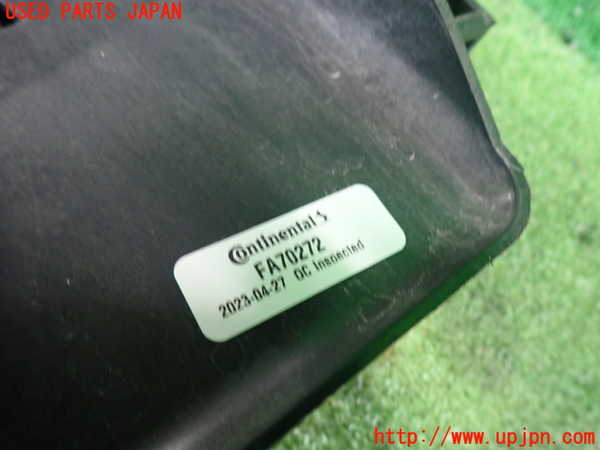 USED PARTS JAPAN
Continental
FA70272
2023-04-27 QC Inspected
http://www.upjpn.com